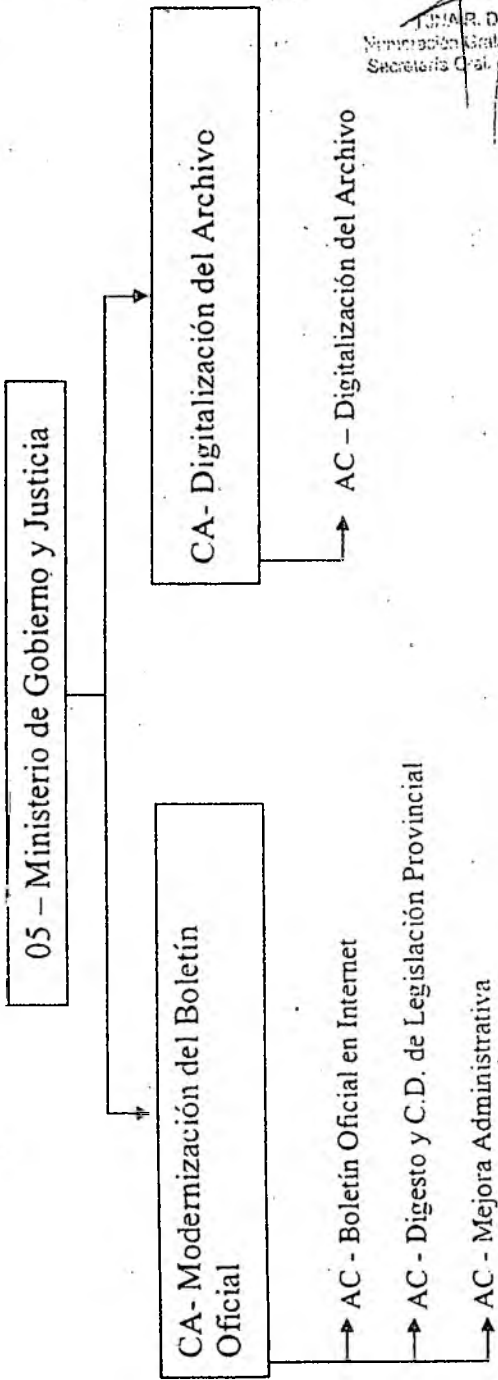 05 – Ministerio de Gobierno y Justicia
CA- Modernización del Boletín
Oficial
AC - Boletín Oficial en Internet
AC - Digesto y C.D. de Legislación Provincial
AC - Mejora Administrativa
CA- Digitalización del Archivo
AC – Digitalización del Archivo